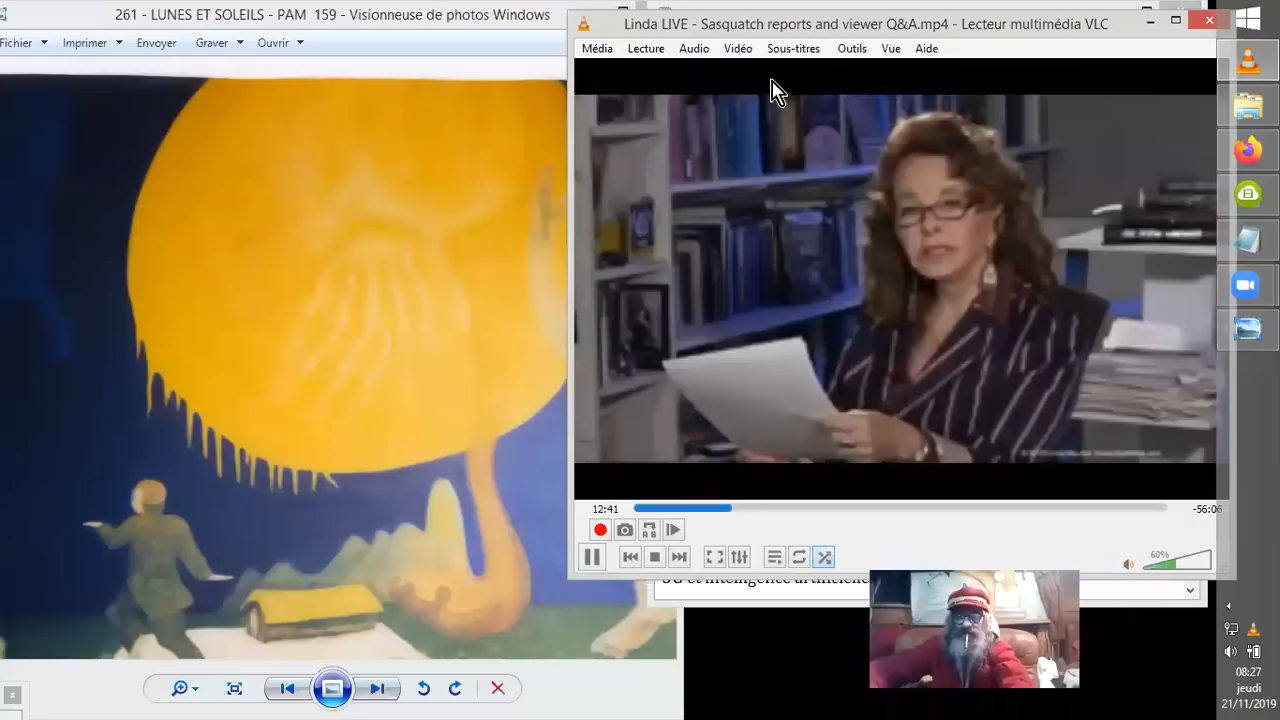 261 - LUNES ET SOLEILS - PAM  159 - Visionneuse de photos Windows
Fichier Imprimer Envoyer Graver Ouvrir
Linda LIVE - Sasquatch reports and viewer Q&A.mp4 - Lecteur multimédia VLC
Média Lecture Audio Vidéo Sous-titres Outils Vue Aide
12:41 -56:06
60%
08:27
jeudi
21/11/2019